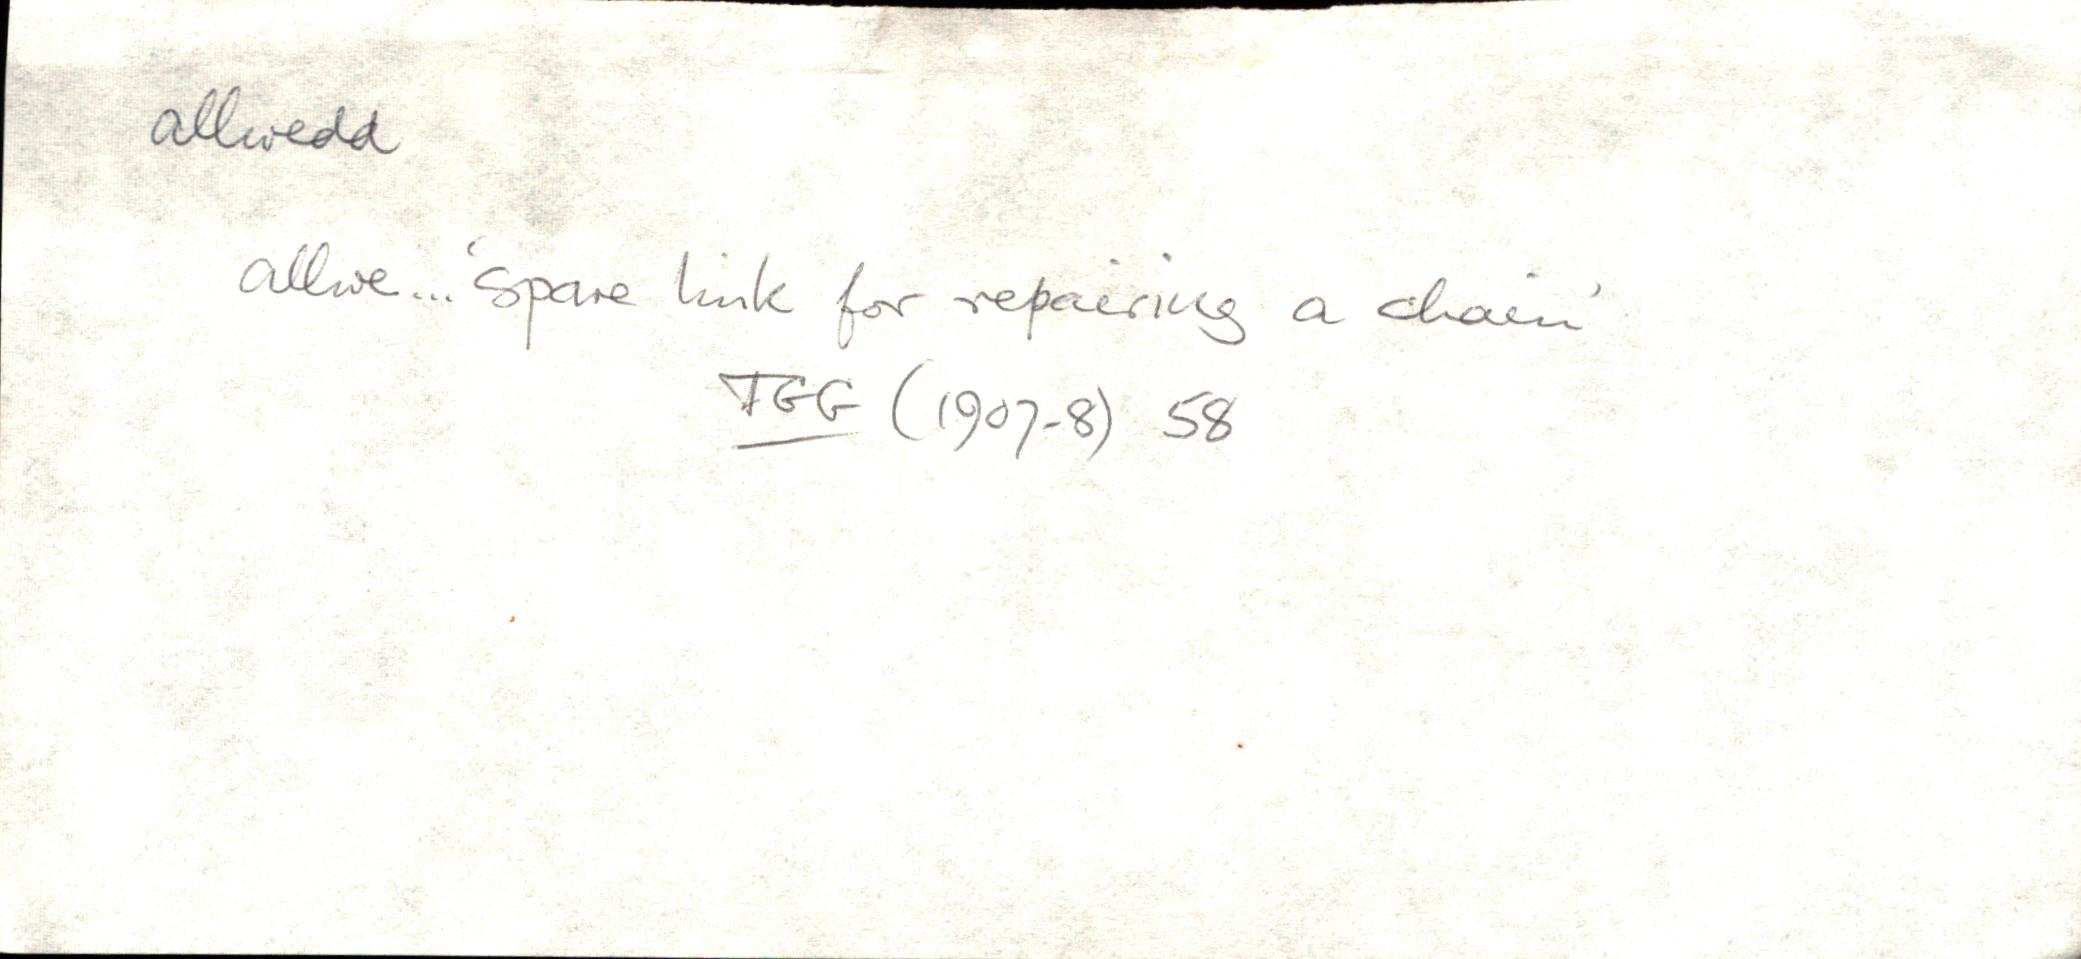 allwedd
allwe... 'spare link for repairing a chain'
TGG (1907-8) 58